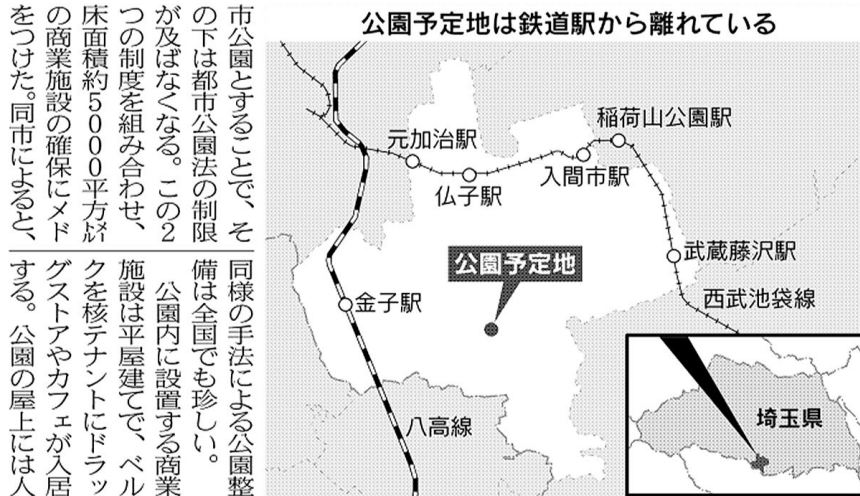 市公園とすることで、そ
の下は都市公園法の制限
が及ばなくなる。この2
つの制度を組み合わせ、
床面積約5000平方㍍
の商業施設の確保にメド
をつけた。同市によると、
同様の手法による公園整
備は全国でも珍しい。
　公園内に設置する商業
施設は平屋建てで、ベル
クを核テナントにドラッ
グストアやカフェが入居
する。公園の屋上には人
公園予定地は鉄道駅から離れている
稲荷山公園駅
元加治駅
入間市駅
仏子駅
武蔵藤沢駅
公園予定地
西武池袋線
金子駅
八高線
埼玉県